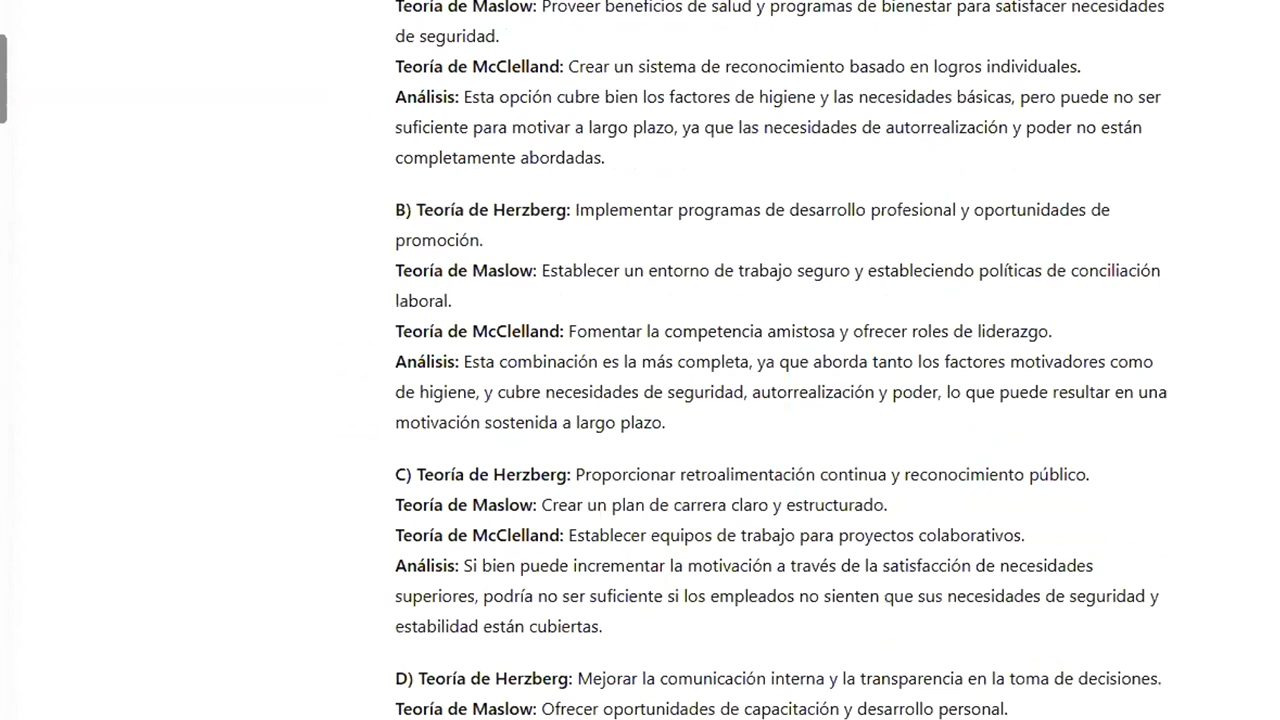 Teoría de Maslow: Proveer beneficios de salud y programas de bienestar para satisfacer necesidades
de seguridad.
Teoría de McClelland: Crear un sistema de reconocimiento basado en logros individuales.
Análisis: Esta opción cubre bien los factores de higiene y las necesidades básicas, pero puede no ser
suficiente para motivar a largo plazo, ya que las necesidades de autorrealización y poder no están
completamente abordadas.
B) Teoría de Herzberg: Implementar programas de desarrollo profesional y oportunidades de
promoción.
Teoría de Maslow: Establecer un entorno de trabajo seguro y estableciendo políticas de conciliación
laboral.
Teoría de McClelland: Fomentar la competencia amistosa y ofrecer roles de liderazgo.
Análisis: Esta combinación es la más completa, ya que aborda tanto los factores motivadores como
de higiene, y cubre necesidades de seguridad, autorrealización y poder, lo que puede resultar en una
motivación sostenida a largo plazo.
C) Teoría de Herzberg: Proporcionar retroalimentación continua y reconocimiento público.
Teoría de Maslow: Crear un plan de carrera claro y estructurado.
Teoría de McClelland: Establecer equipos de trabajo para proyectos colaborativos.
Análisis: Si bien puede incrementar la motivación a través de la satisfacción de necesidades
superiores, podría no ser suficiente si los empleados no sienten que sus necesidades de seguridad y
estabilidad están cubiertas.
D) Teoría de Herzberg: Mejorar la comunicación interna y la transparencia en la toma de decisiones.
Teoría de Maslow: Ofrecer oportunidades de capacitación y desarrollo personal.